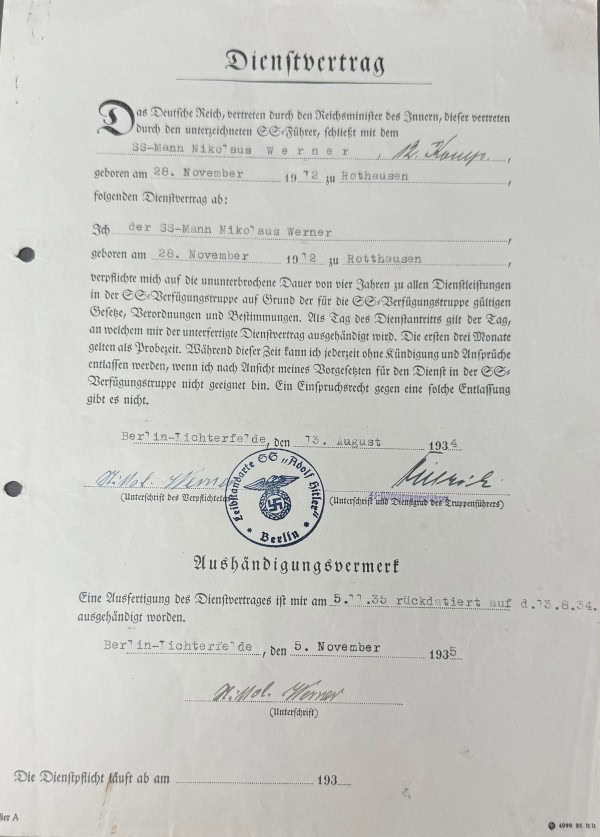 Dienstvertrag
Das Deutsche Reich, vertreten durch den Reichsminister des Innern, dieser vertreten
durch den unterzeichneten SS-Führer, schließt mit dem
SS-Mann Nikolaus Werner, 12. Komp.,
geboren am 28. November 1912 zu Rothausen,
folgenden Dienstvertrag ab:
Ich der SS-Mann Nikolaus Werner,
geboren am 28. November 1912 zu Rotthausen,
verpflichte mich auf die ununterbrochene Dauer von vier Jahren zu allen Dienstleistungen
in der SS-Verfügungstruppe auf Grund der für die SS-Verfügungstruppe gültigen
Gesetze, Verordnungen und Bestimmungen. Als Tag des Dienstantritts gilt der Tag,
an welchem mir der unterfertigte Dienstvertrag ausgehändigt wird. Die ersten drei Monate
gelten als Probezeit. Während dieser Zeit kann ich jederzeit ohne Kündigung und Ansprüche
entlassen werden, wenn ich nach Ansicht meines Vorgesetzten für den Dienst in der SS-
Verfügungstruppe nicht geeignet bin. Ein Einspruchsrecht gegen eine solche Entlassung
gibt es nicht.
Berlin-Lichterfelde, den 13. August 1934
Nikol. Werner
(Unterschrift des Verpflichteten)
Leibstandarte SS „Adolf Hitler" * Berlin *
(Unterschrift und Dienstgrad des Truppenführers)
Aushändigungsvermerk
Eine Ausfertigung des Dienstvertrages ist mir am 5.11.35 rückdatiert auf d.13.8.34.
ausgehändigt worden.
Berlin-Lichterfelde, den 5. November 1935
Nikol. Werner
(Unterschrift)
Die Dienstpflicht läuft ab am 193